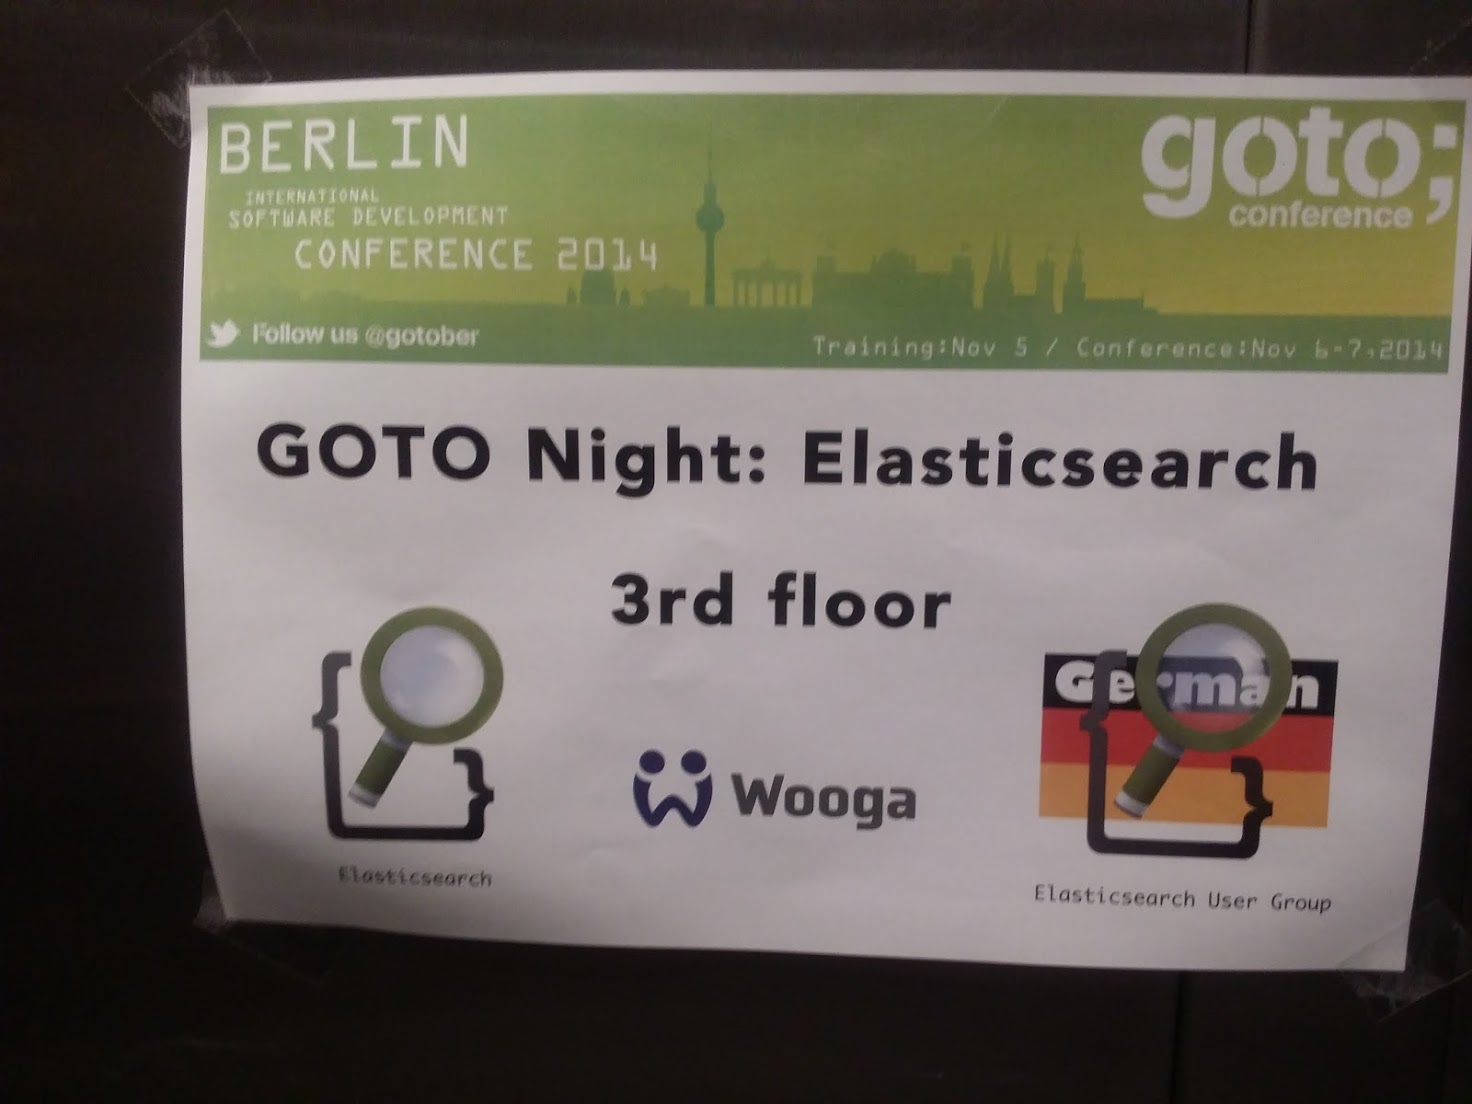 BERLIN
INTERNATIONAL
SOFTWARE DEVELOPMENT
CONFERENCE 2014
goto;
conference
Follow us @gotober
Training:Nov 5 / Conference:Nov 6-7,2014
GOTO Night: Elasticsearch
3rd floor
German
Wooga
Elasticsearch
Elasticsearch User Group